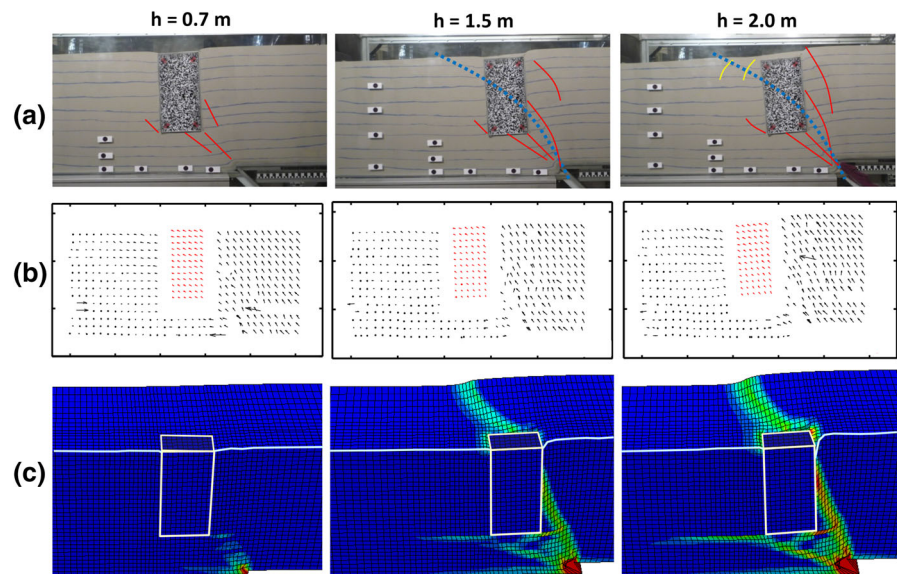 h = 0.7 m
h = 1.5 m
h = 2.0 m
(a)
(b)
(c)